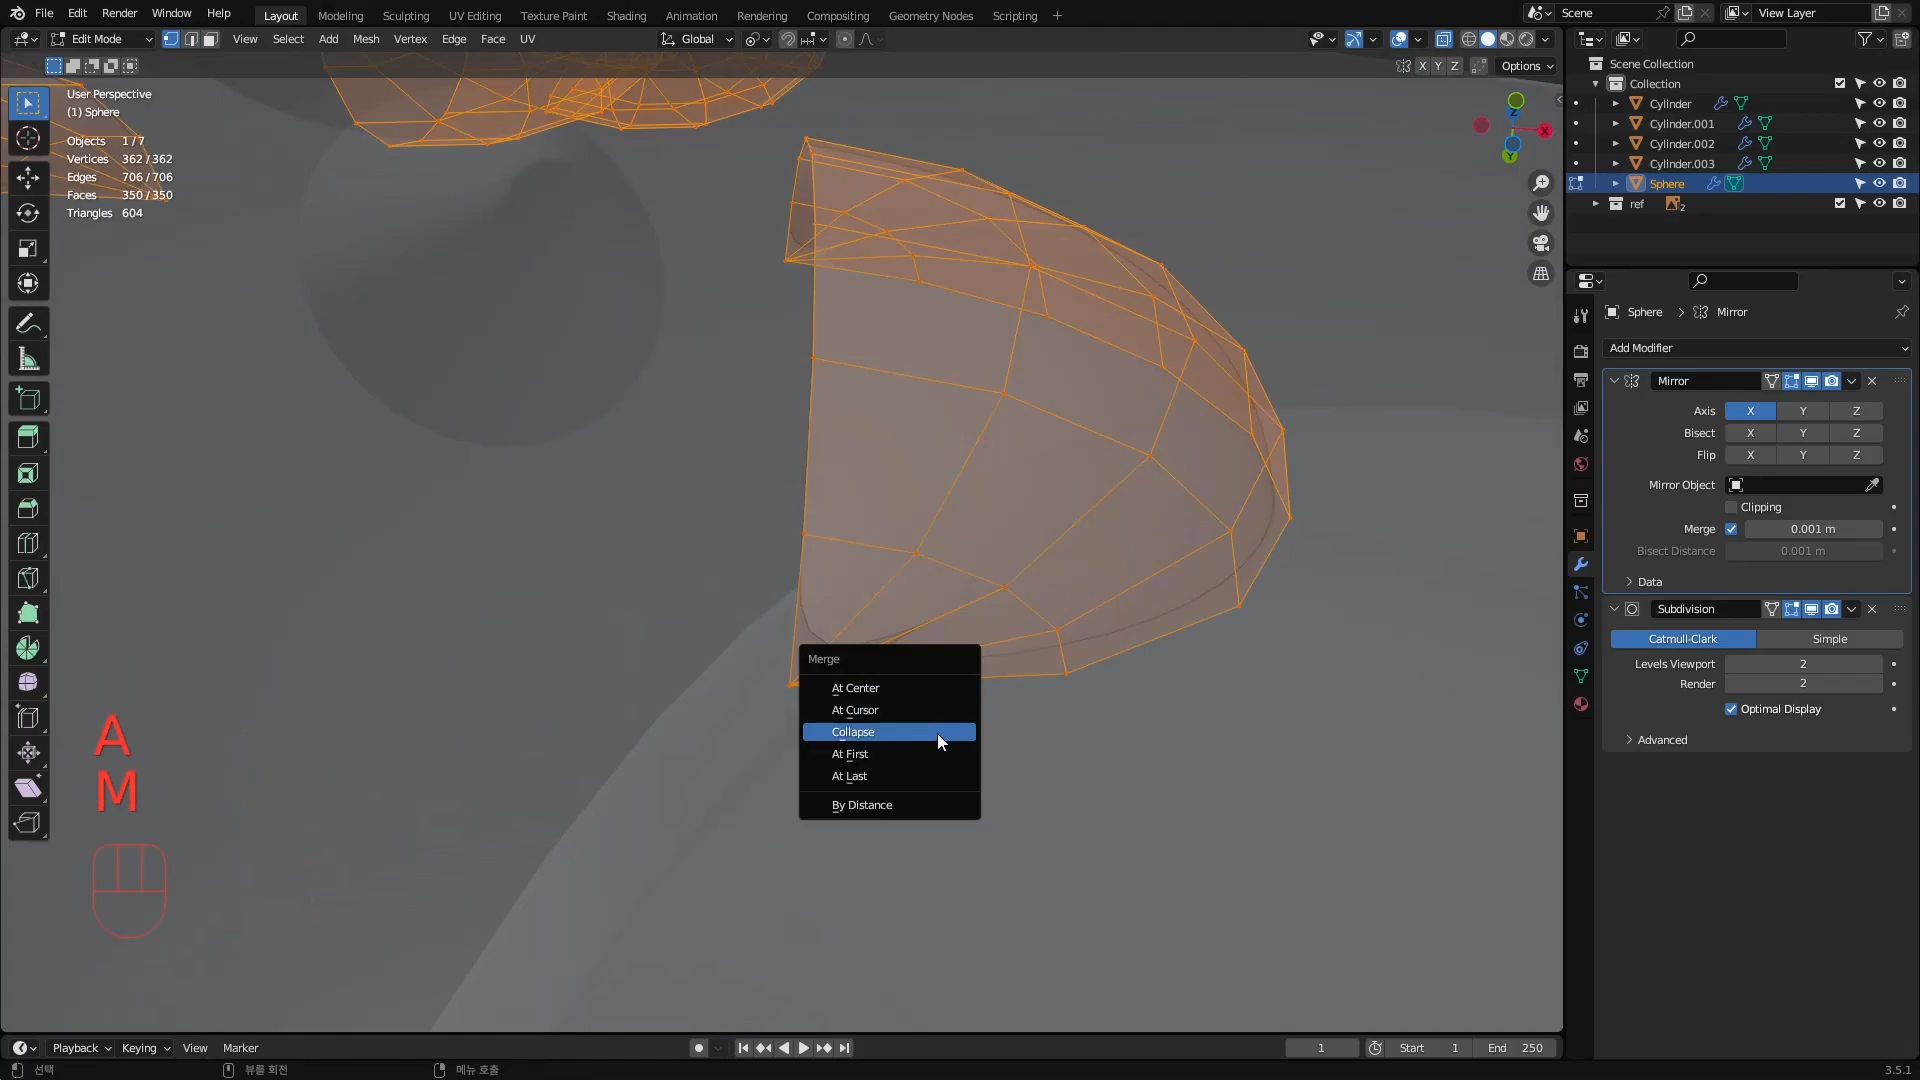 File Edit Render Window Help Layout Modeling Sculpting UV Editing Texture Paint Shading Animation Rendering Compositing Geometry Nodes Scripting + Scene View Layer
Edit Mode View Select Add Mesh Vertex Edge Face UV Global
X Y Z Options
User Perspective
(1) Sphere
Objects 1/7
Vertices 362/362
Edges 706/706
Faces 350/350
Triangles 604
Z
X
Y
Scene Collection
Collection
Cylinder
Cylinder.001
Cylinder.002
Cylinder.003
Sphere
ref 2
Sphere > Mirror
Add Modifier
Mirror
Axis X Y Z
Bisect X Y Z
Flip X Y Z
Mirror Object
Clipping
Merge 0.001 m
Bisect Distance 0.001 m
Data
Subdivision
Catmull-Clark Simple
Levels Viewport 2
Render 2
Optimal Display
Advanced
Merge
At Center
At Cursor
Collapse
At First
At Last
By Distance
A
M
Playback Keying View Marker 1 Start 1 End 250
선택 뷰를 회전 메뉴 호출 3.5.1